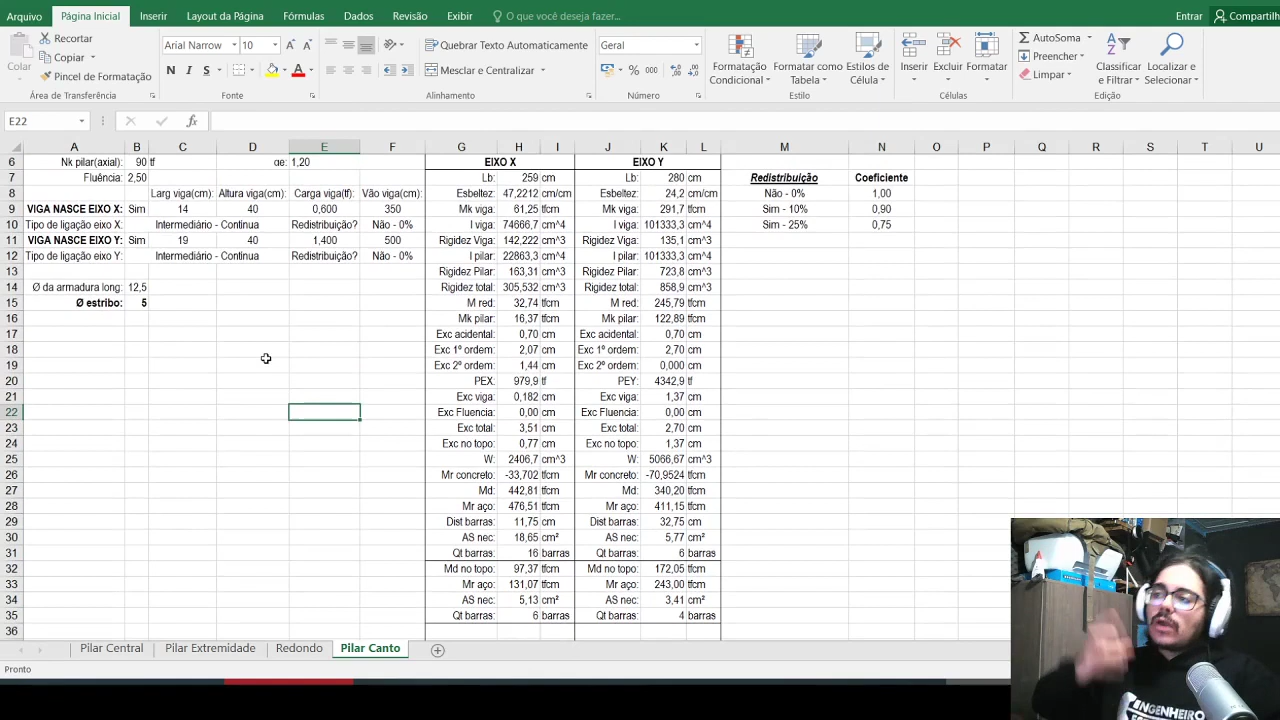 Arquivo Página Inicial Inserir Layout da Página Fórmulas Dados Revisão Exibir O que você deseja fazer... Entrar Compartilh
Colar Recortar Copiar Pincel de Formatação Área de Transferência
Arial Narrow 10 N I S Fonte
Quebrar Texto Automaticamente Mesclar e Centralizar Alinhamento
Geral % 000 Número
Formatação Condicional Formatar como Tabela Estilos de Célula Estilo
Inserir Excluir Formatar Células
AutoSoma Preencher Limpar Classificar e Filtrar Localizar e Selecionar Edição
E22 fx
A B C D E F G H I J K L M N O P Q R S T U
6 Nk pilar(axial): 90 tf αe: 1,20 EIXO X EIXO Y
7 Fluência: 2,50 Lb: 259 cm Lb: 280 cm Redistribuição Coeficiente
8 Larg viga(cm): Altura viga(cm): Carga viga(tf): Vão viga(cm): Esbeltez: 47,2212 cm/cm Esbeltez: 24,2 cm/cm Não - 0% 1,00
9 VIGA NASCE EIXO X: Sim 14 40 0,600 350 Mk viga: 61,25 tfcm Mk viga: 291,7 tfcm Sim - 10% 0,90
10 Tipo de ligação eixo X: Intermediário - Continua Redistribuição? Não - 0% I viga: 74666,7 cm^4 I viga: 101333,3 cm^4 Sim - 25% 0,75
11 VIGA NASCE EIXO Y: Sim 19 40 1,400 500 Rigidez Viga: 142,222 cm^3 Rigidez Viga: 135,1 cm^3
12 Tipo de ligação eixo Y: Intermediário - Continua Redistribuição? Não - 0% I pilar: 22863,3 cm^4 I pilar: 101333,3 cm^4
13 Rigidez Pilar: 163,31 cm^3 Rigidez Pilar: 723,8 cm^3
14 Ø da armadura long: 12,5 Rigidez total: 305,532 cm^3 Rigidez total: 858,9 cm^3
15 Ø estribo: 5 M red: 32,74 tfcm M red: 245,79 tfcm
16 Mk pilar: 16,37 tfcm Mk pilar: 122,89 tfcm
17 Exc acidental: 0,70 cm Exc acidental: 0,70 cm
18 Exc 1º ordem: 2,07 cm Exc 1º ordem: 2,70 cm
19 Exc 2º ordem: 1,44 cm Exc 2º ordem: 0,000 cm
20 PEX: 979,9 tf PEY: 4342,9 tf
21 Exc viga: 0,182 cm Exc viga: 1,37 cm
22 Exc Fluencia: 0,00 cm Exc Fluencia: 0,00 cm
23 Exc total: 3,51 cm Exc total: 2,70 cm
24 Exc no topo: 0,77 cm Exc no topo: 1,37 cm
25 W: 2406,7 cm^3 W: 5066,67 cm^3
26 Mr concreto: -33,702 tfcm Mr concreto: -70,9524 tfcm
27 Md: 442,81 tfcm Md: 340,20 tfcm
28 Mr aço: 476,51 tfcm Mr aço: 411,15 tfcm
29 Dist barras: 11,75 cm Dist barras: 32,75 cm
30 AS nec: 18,65 cm² AS nec: 5,77 cm²
31 Qt barras: 16 barras Qt barras: 6 barras
32 Md no topo: 97,37 tfcm Md no topo: 172,05 tfcm
33 Mr aço: 131,07 tfcm Mr aço: 243,00 tfcm
34 AS nec: 5,13 cm² AS nec: 3,41 cm²
35 Qt barras: 6 barras Qt barras: 4 barras
36
Pilar Central Pilar Extremidade Redondo Pilar Canto
Pronto
ENGENHEIRO